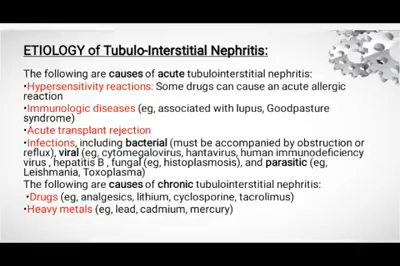 ETIOLOGY of Tubulo-Interstitial Nephritis:
The following are causes of acute tubulointerstitial nephritis:
•Hypersensitivity reactions: Some drugs can cause an acute allergic
reaction
•Immunologic diseases (eg, associated with lupus, Goodpasture
syndrome)
•Acute transplant rejection
•Infections, including bacterial (must be accompanied by obstruction or
reflux), viral (eg, cytomegalovirus, hantavirus, human immunodeficiency
virus , hepatitis B , fungal (eg, histoplasmosis), and parasitic (eg,
Leishmania, Toxoplasma)
The following are causes of chronic tubulointerstitial nephritis:
•Drugs (eg, analgesics, lithium, cyclosporine, tacrolimus)
•Heavy metals (eg, lead, cadmium, mercury)